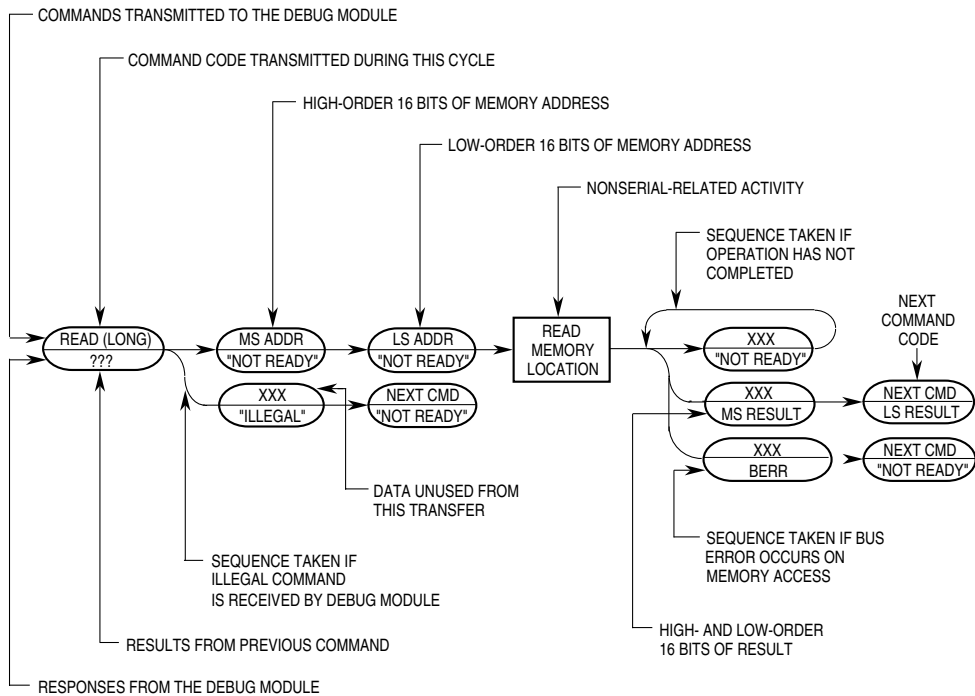 COMMANDS TRANSMITTED TO THE DEBUG MODULE
COMMAND CODE TRANSMITTED DURING THIS CYCLE
HIGH-ORDER 16 BITS OF MEMORY ADDRESS
LOW-ORDER 16 BITS OF MEMORY ADDRESS
NONSERIAL-RELATED ACTIVITY
SEQUENCE TAKEN IF
OPERATION HAS NOT
COMPLETED
NEXT
COMMAND
CODE
READ (LONG)
???
MS ADDR
"NOT READY"
LS ADDR
"NOT READY"
READ
MEMORY
LOCATION
XXX
"NOT READY"
XXX
"ILLEGAL"
NEXT CMD
"NOT READY"
XXX
MS RESULT
NEXT CMD
LS RESULT
XXX
BERR
NEXT CMD
"NOT READY"
DATA UNUSED FROM
THIS TRANSFER
SEQUENCE TAKEN IF
ILLEGAL COMMAND
IS RECEIVED BY DEBUG MODULE
SEQUENCE TAKEN IF BUS
ERROR OCCURS ON
MEMORY ACCESS
RESULTS FROM PREVIOUS COMMAND
HIGH- AND LOW-ORDER
16 BITS OF RESULT
RESPONSES FROM THE DEBUG MODULE